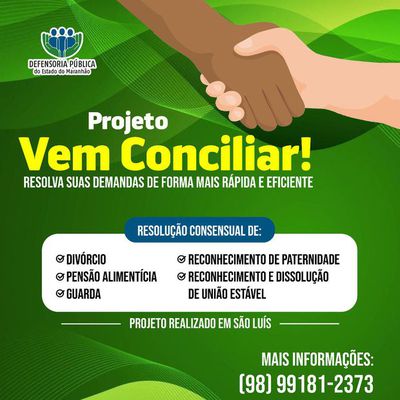 DEFENSORIA PÚBLICA
do Estado do Maranhão
Projeto
Vem Conciliar!
RESOLVA SUAS DEMANDAS DE FORMA MAIS RÁPIDA E EFICIENTE
RESOLUÇÃO CONSENSUAL DE:
DIVÓRCIO
PENSÃO ALIMENTÍCIA
GUARDA
RECONHECIMENTO DE PATERNIDADE
RECONHECIMENTO E DISSOLUÇÃO
DE UNIÃO ESTÁVEL
PROJETO REALIZADO EM SÃO LUÍS
MAIS INFORMAÇÕES:
(98) 99181-2373